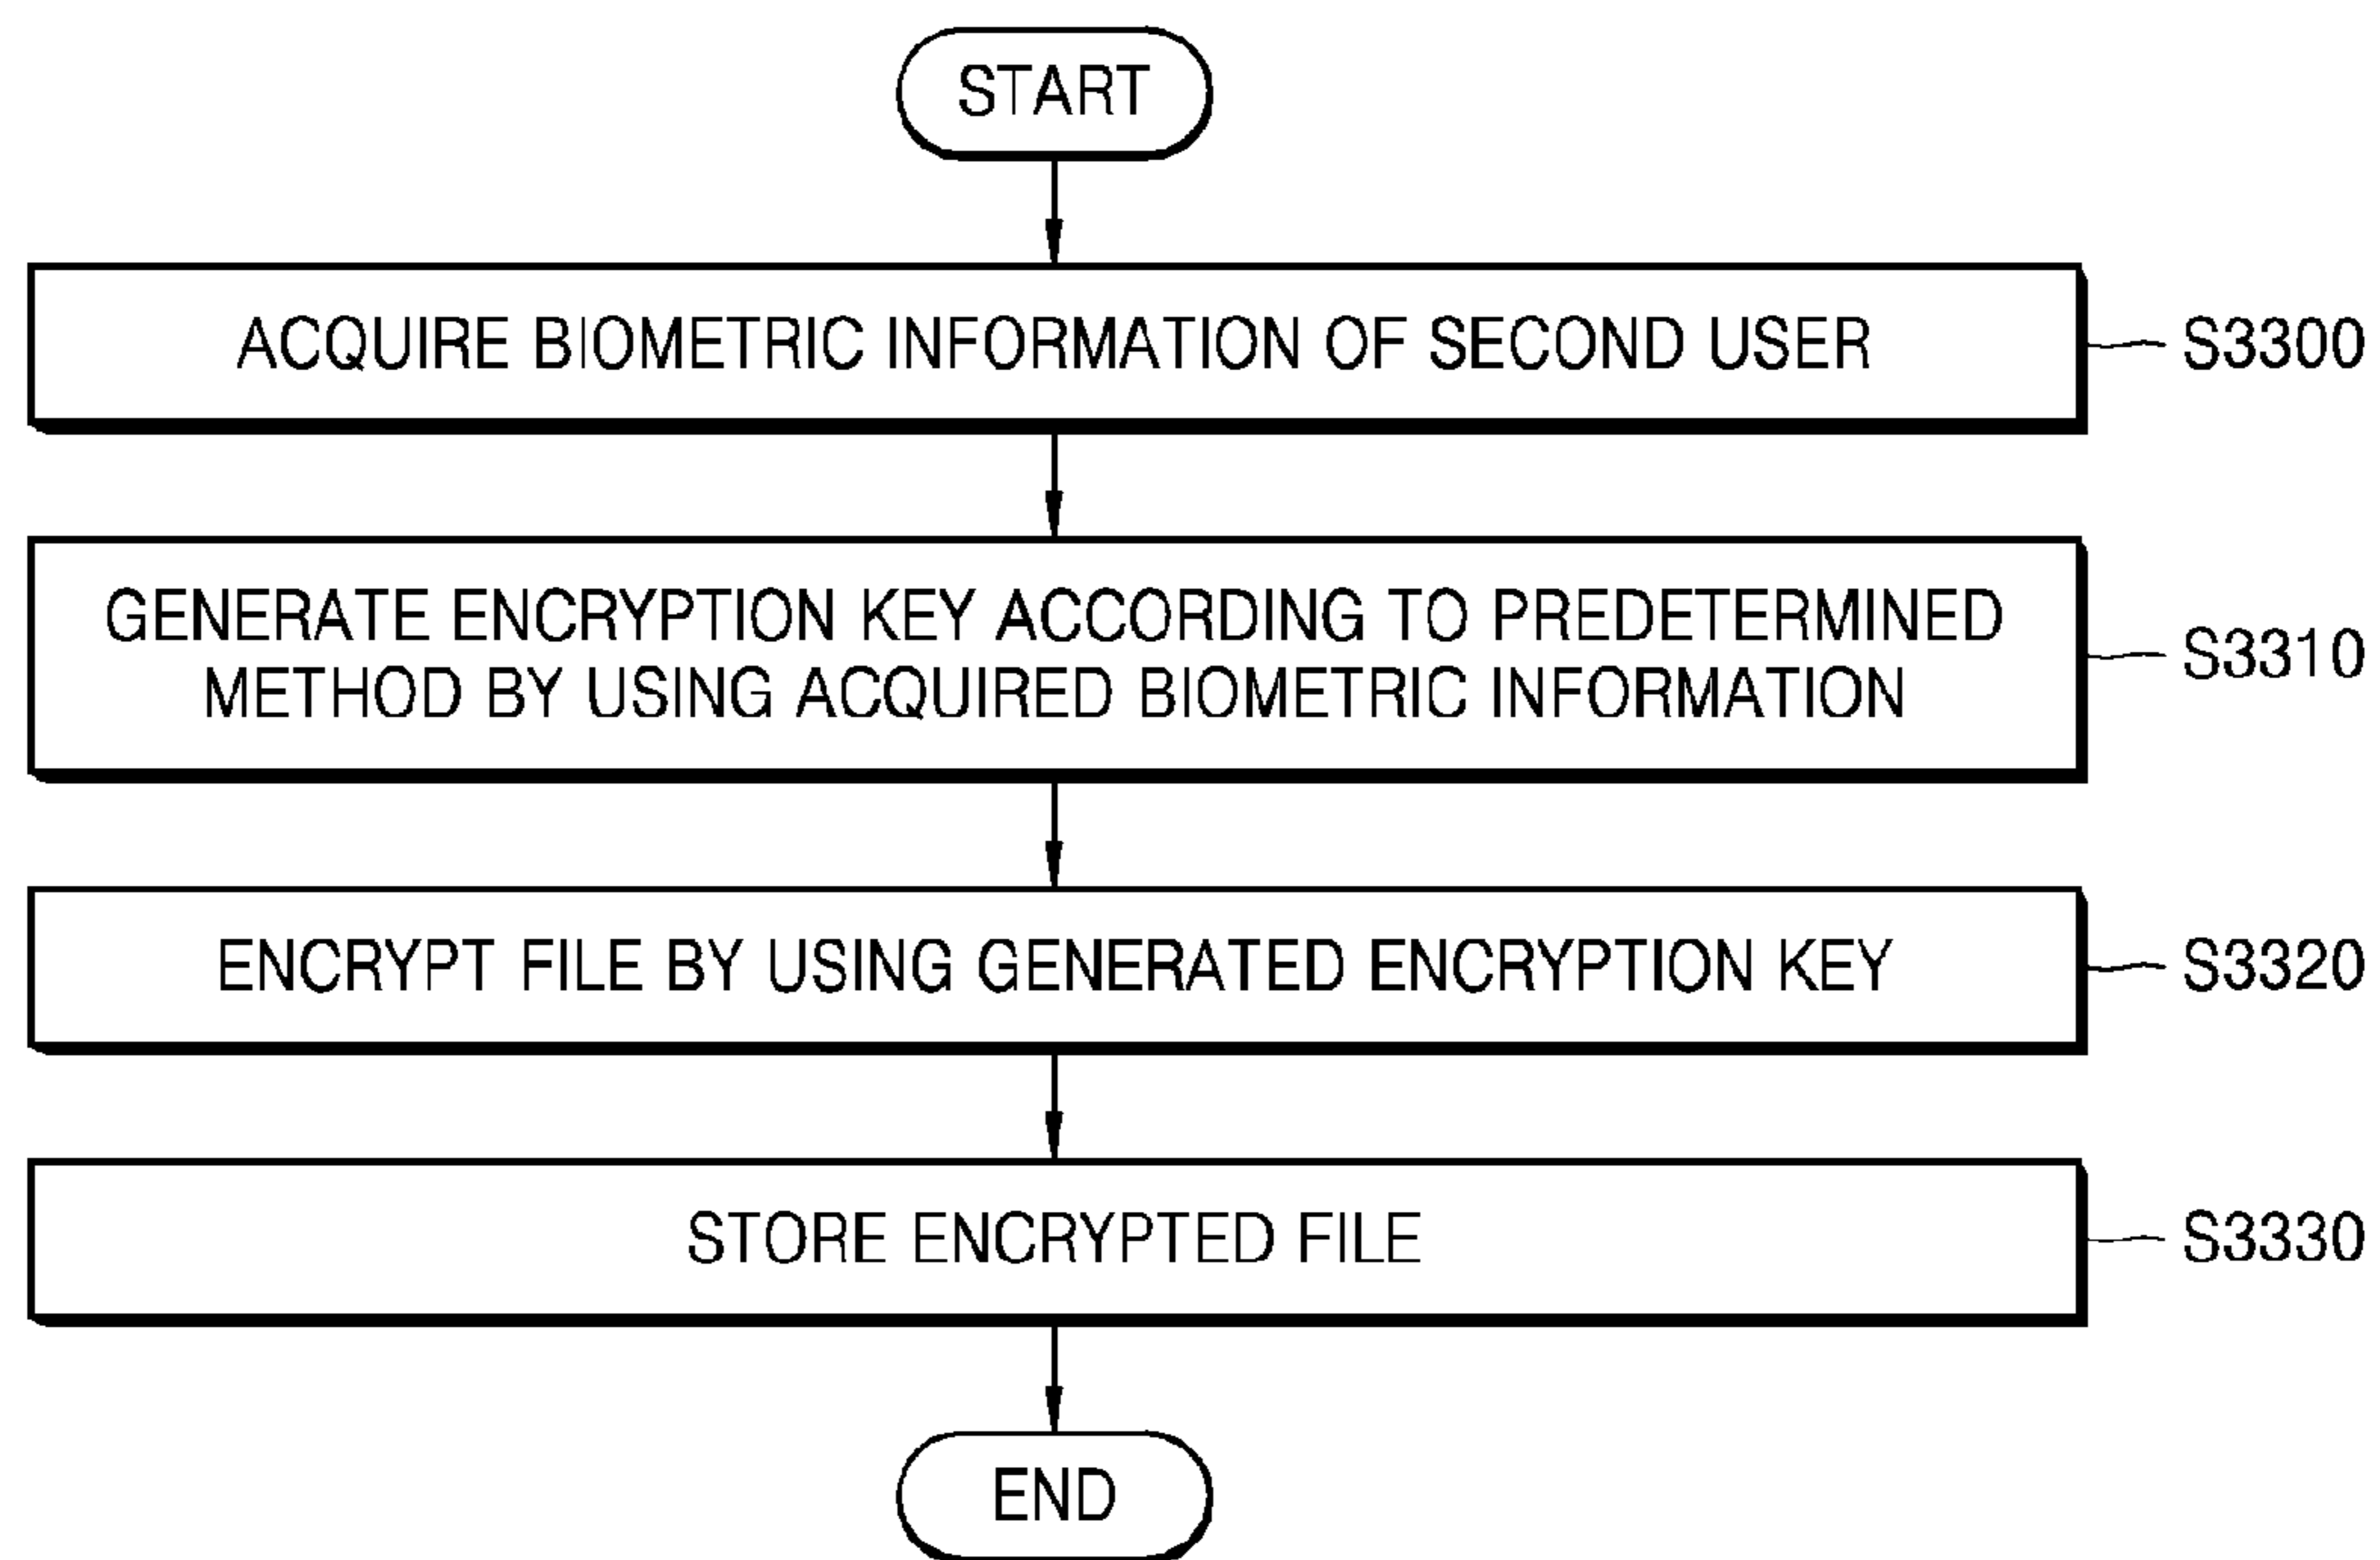 START
ACQUIRE BIOMETRIC INFORMATION OF SECOND USER
S3300
GENERATE ENCRYPTION KEY ACCORDING TO PREDETERMINED
METHOD BY USING ACQUIRED BIOMETRIC INFORMATION
S3310
ENCRYPT FILE BY USING GENERATED ENCRYPTION KEY
S3320
STORE ENCRYPTED FILE
S3330
END